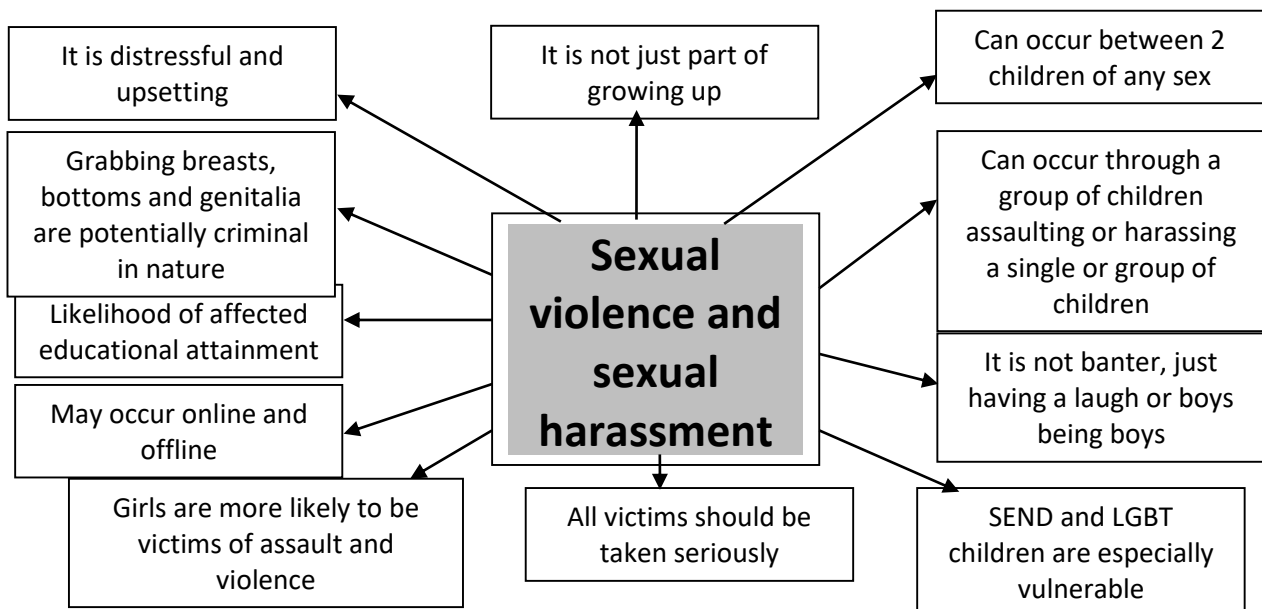 It is distressful and
upsetting
It is not just part of
growing up
Can occur between 2
children of any sex
Grabbing breasts,
bottoms and genitalia
are potentially criminal
in nature
Can occur through a
group of children
assaulting or harassing
a single or group of
children
Sexual
violence and
sexual
harassment
Likelihood of affected
educational attainment
It is not banter, just
having a laugh or boys
being boys
May occur online and
offline
Girls are more likely to be
victims of assault and
violence
All victims should be
taken seriously
SEND and LGBT
children are especially
vulnerable